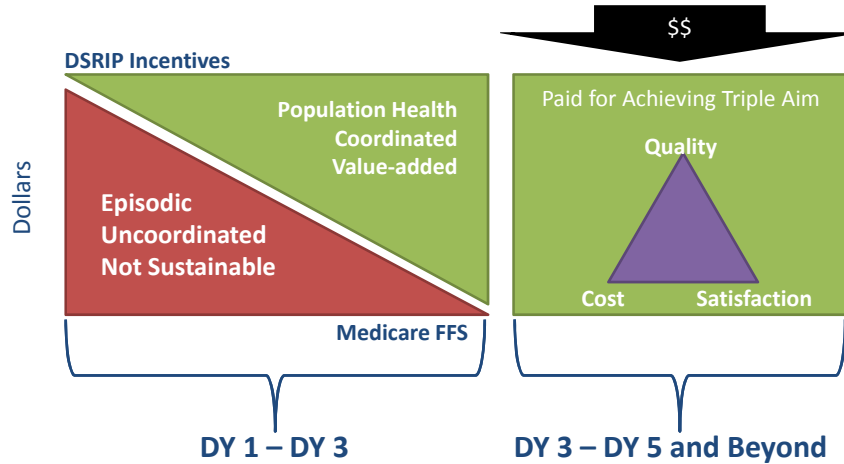 $$
DSRIP Incentives
Population Health
Coordinated
Value-added
Paid for Achieving Triple Aim
Quality
Dollars
Episodic
Uncoordinated
Not Sustainable
Cost
Satisfaction
Medicare FFS
DY 1 – DY 3
DY 3 – DY 5 and Beyond